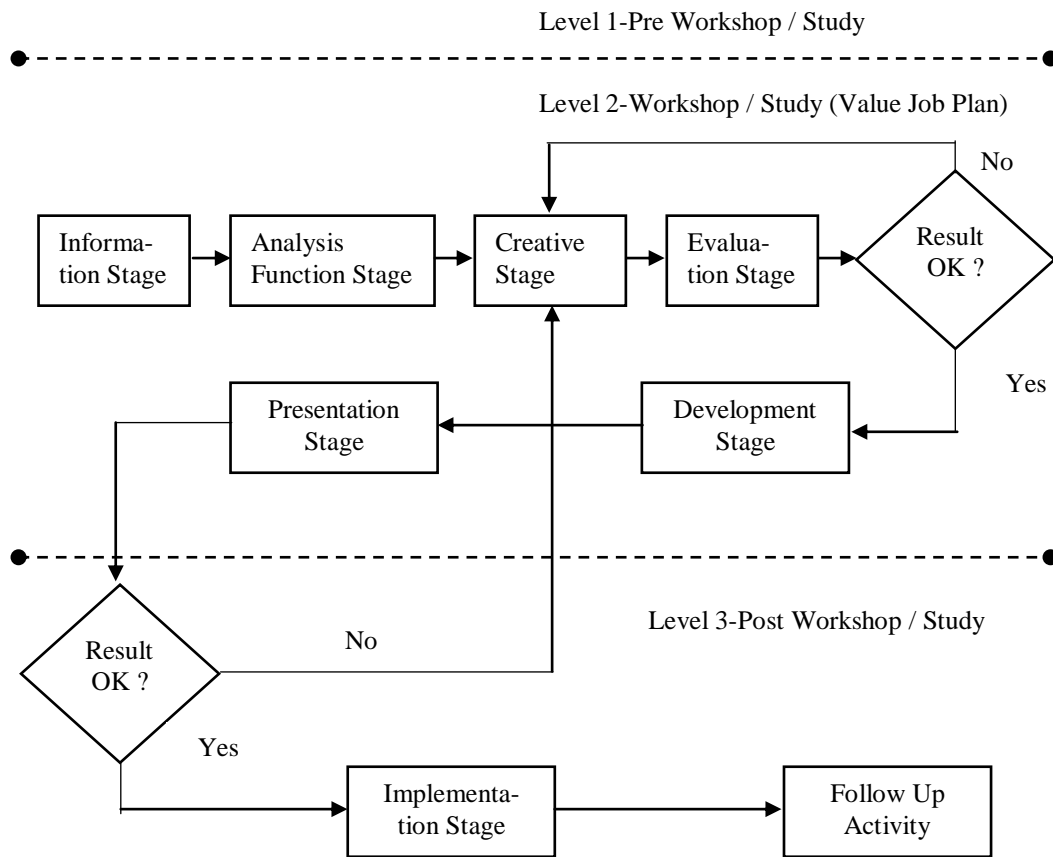 Level 1-Pre Workshop / Study
Level 2-Workshop / Study (Value Job Plan)
No
Informa-
tion Stage
Analysis
Function Stage
Creative
Stage
Evalua-
tion Stage
Result
OK ?
Yes
Presentation
Stage
Development
Stage
Level 3-Post Workshop / Study
Result
OK ?
No
Yes
Implementa-
tion Stage
Follow Up
Activity